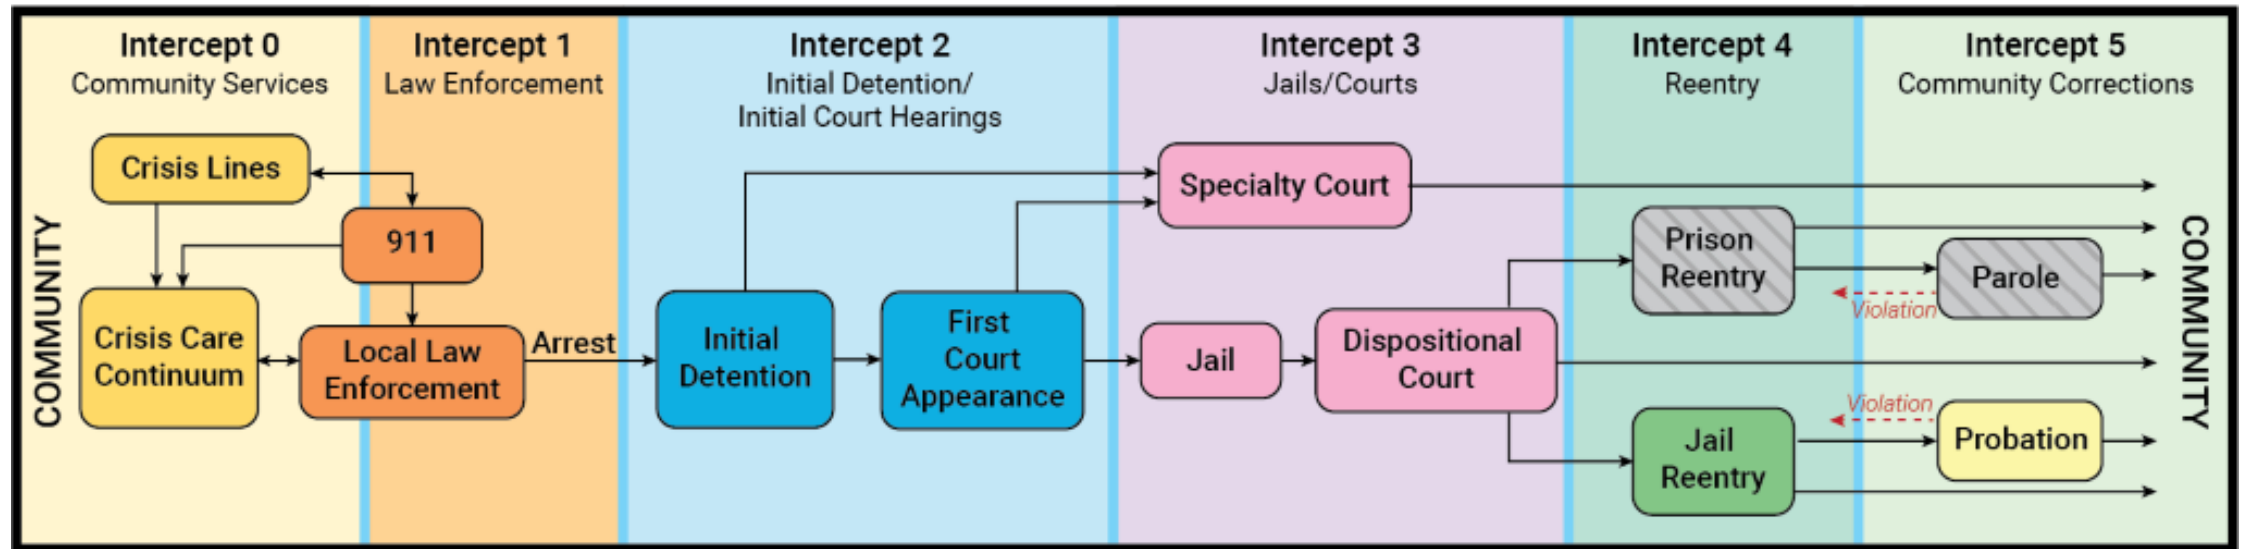 Intercept 0
Community Services
Intercept 1
Law Enforcement
Intercept 2
Initial Detention/
Initial Court Hearings
Intercept 3
Jails/Courts
Intercept 4
Reentry
Intercept 5
Community Corrections
COMMUNITY
Crisis Lines
911
Crisis Care
Continuum
Local Law
Enforcement
Arrest
Initial
Detention
First
Court
Appearance
Specialty Court
Jail
Dispositional
Court
Prison
Reentry
Parole
Violation
Violation
Jail
Reentry
Probation
COMMUNITY